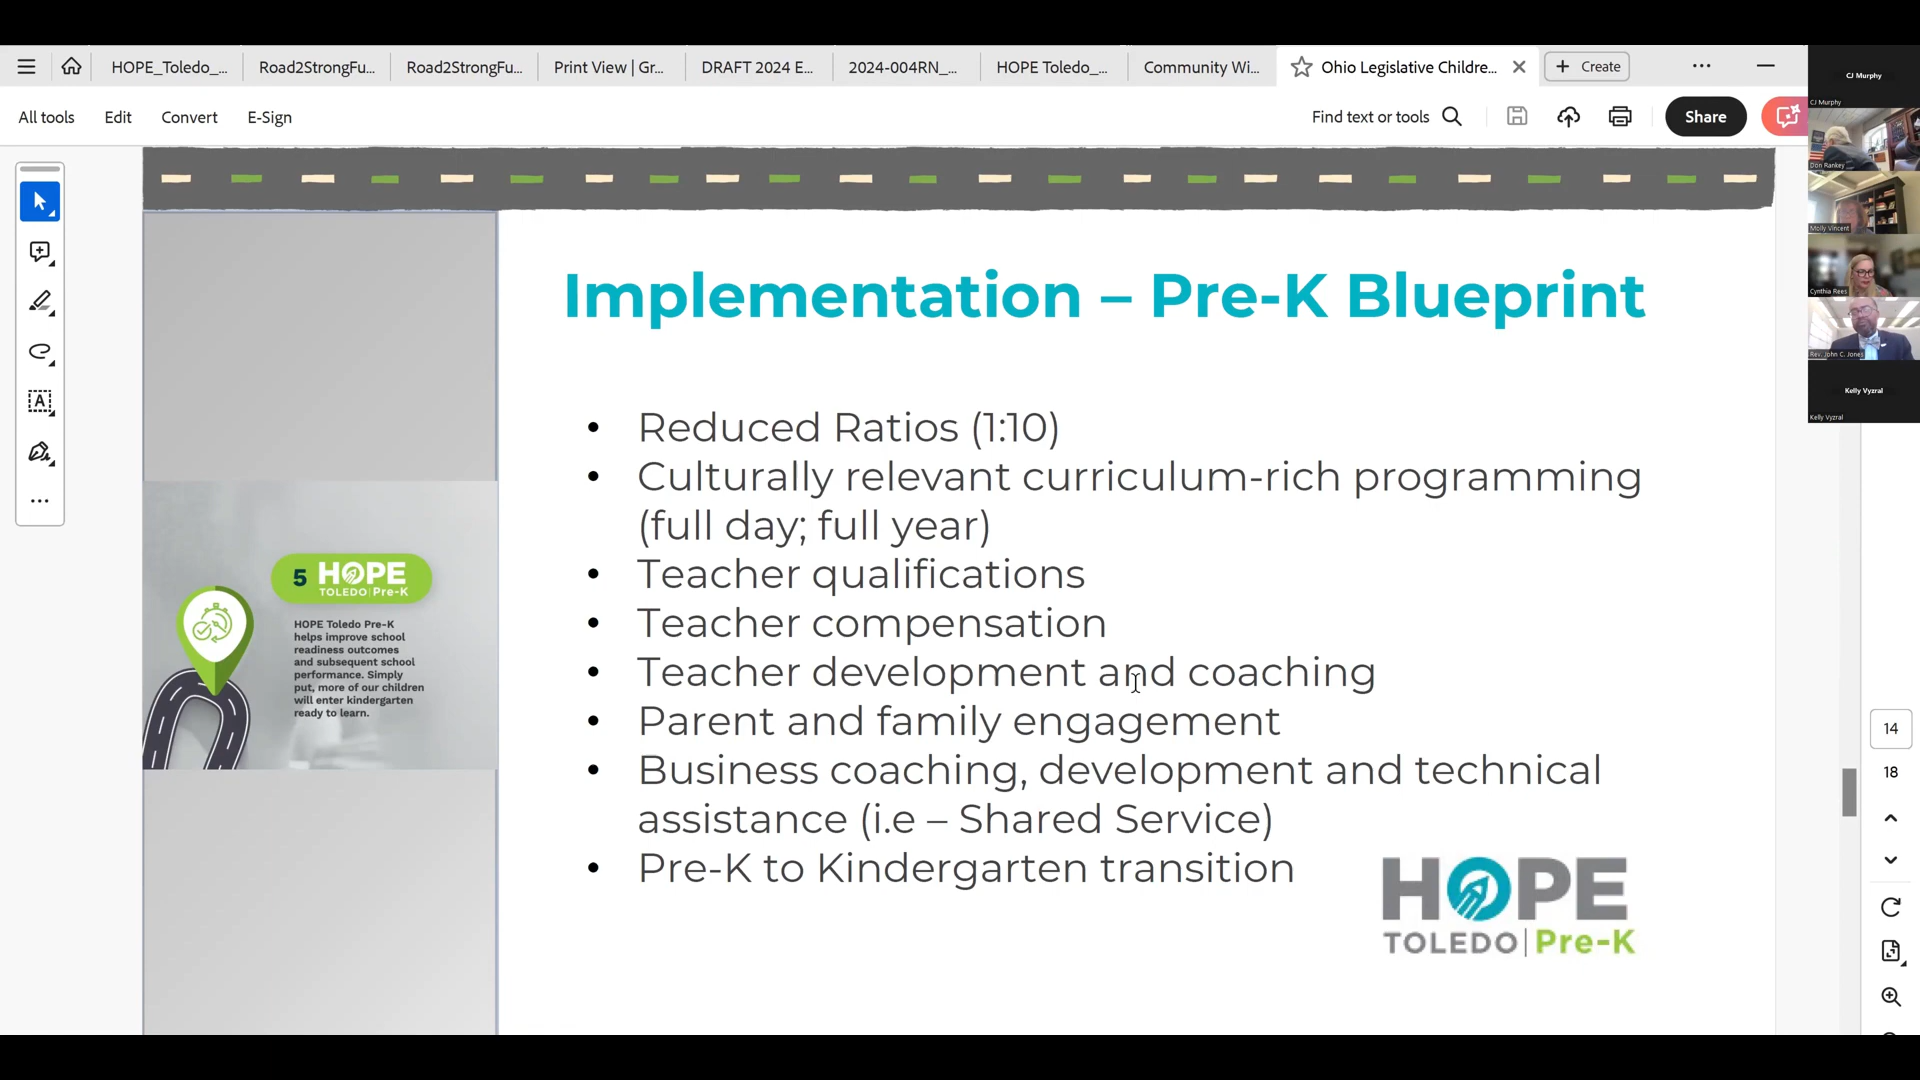 HOPE_Toledo_...
Road2StrongFu...
Road2StrongFu...
Print View | Gr...
DRAFT 2024 E...
2024-004RN_...
HOPE Toledo_...
Community Wi...
Ohio Legislative Childre...
Create
All tools
Edit
Convert
E-Sign
Find text or tools
Share
CJ Murphy
CJ Murphy
Don Rankey
Molly Vincent
Cynthia Rees
Rev. John C. Jones
Kelly Vyzral
Kelly Vyzral
Implementation – Pre-K Blueprint
• Reduced Ratios (1:10)
• Culturally relevant curriculum-rich programming
(full day; full year)
• Teacher qualifications
• Teacher compensation
• Teacher development and coaching
• Parent and family engagement
• Business coaching, development and technical
assistance (i.e – Shared Service)
• Pre-K to Kindergarten transition
5 HOPE
TOLEDO | Pre-K
HOPE Toledo Pre-K
helps improve school
readiness outcomes
and subsequent school
performance. Simply
put, more of our children
will enter kindergarten
ready to learn.
HOPE
TOLEDO | Pre-K
14
18